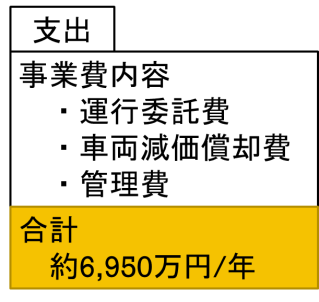 支出
事業費内容
・運行委託費
・車両減価償却費
・管理費
合計
約6,950万円/年